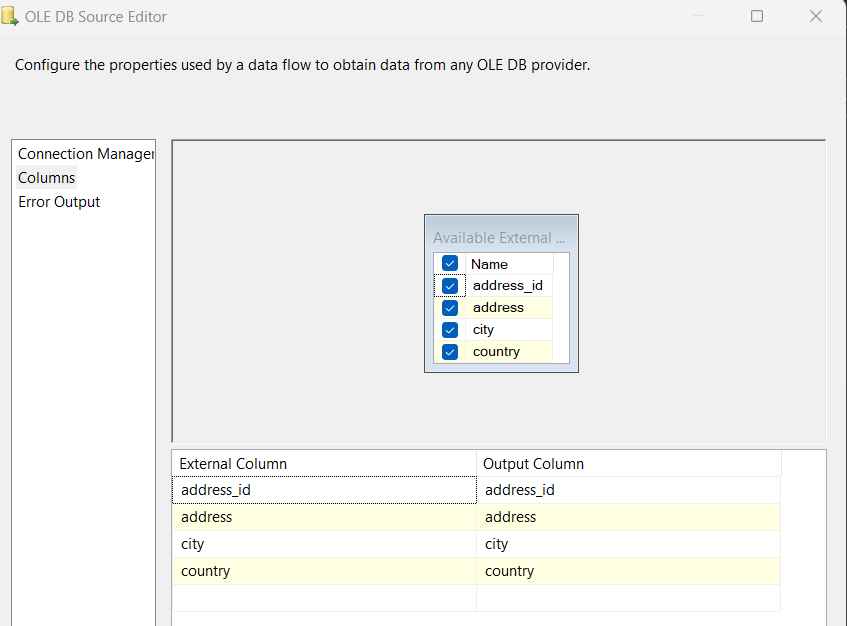 OLE DB Source Editor
Configure the properties used by a data flow to obtain data from any OLE DB provider.
Connection Manager
Columns
Error Output
Available External ...
Name
address_id
address
city
country
External Column Output Column
address_id address_id
address address
city city
country country